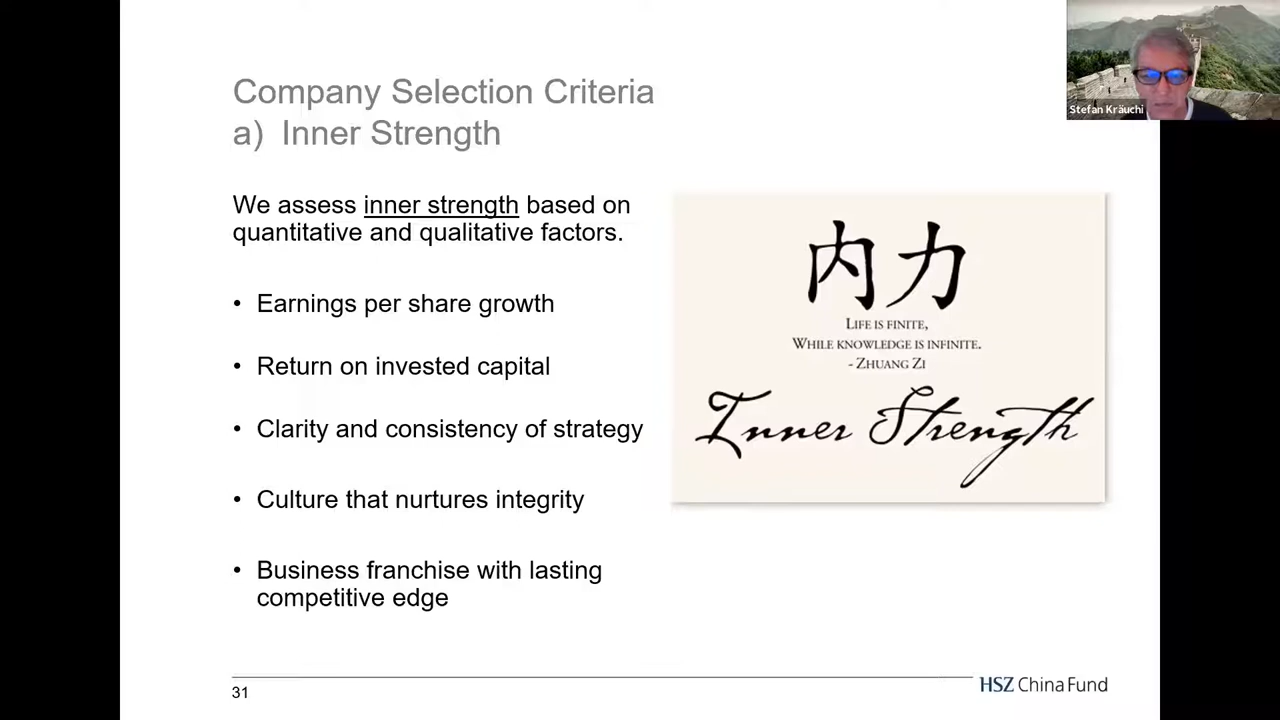 Company Selection Criteria
a) Inner Strength
We assess inner strength based on
quantitative and qualitative factors.
• Earnings per share growth
• Return on invested capital
• Clarity and consistency of strategy
• Culture that nurtures integrity
• Business franchise with lasting
competitive edge
内力
LIFE IS FINITE,
WHILE KNOWLEDGE IS INFINITE.
- ZHUANG ZI
Inner Strength
31
HSZ China Fund
Stefan Kräuchi